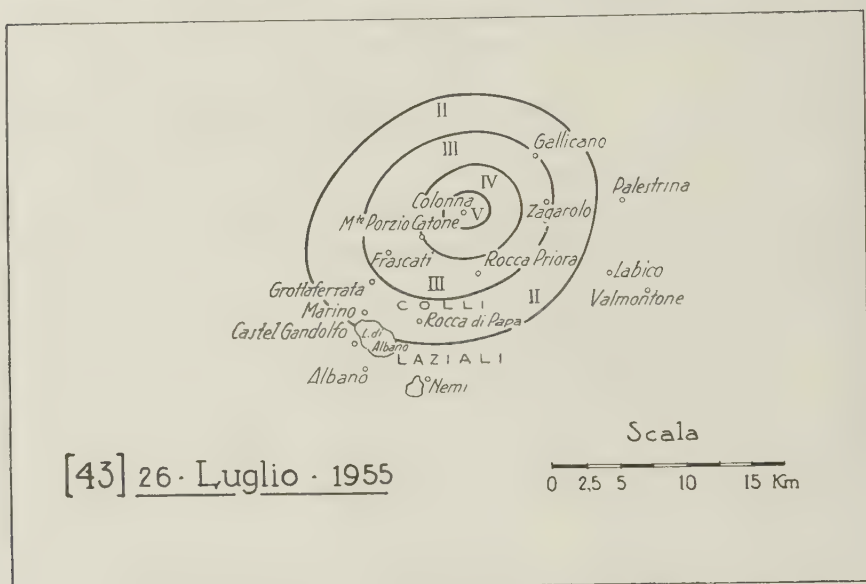 II
III
Gallicano
IV
Palestrina
Colonna
V
Zagarolo
Mte Porzio Catone
Frascati
Rocca Priora
Labico
Grottaferrata
III
II
Valmontone
COLLI
Marino
Rocca di Papa
Castel Gandolfo
L. di
Albano
LAZIALI
Albano
Nemi
Scala
[43] 26 · Luglio · 1955
0 2,5 5 10 15 Km